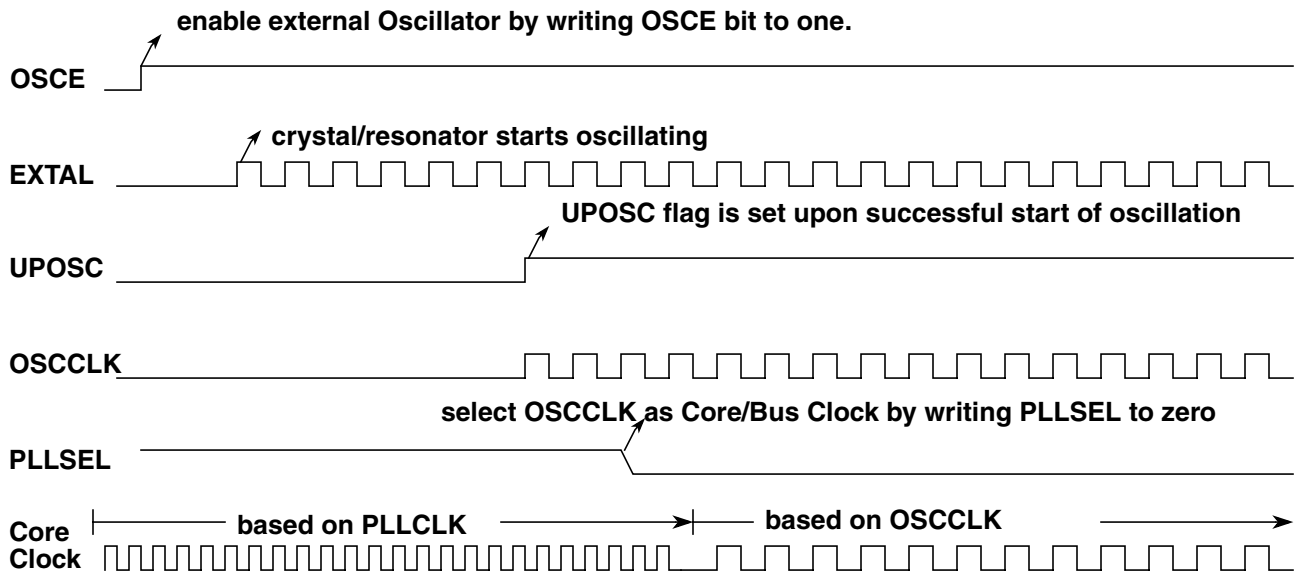 enable external Oscillator by writing OSCE bit to one.
OSCE
crystal/resonator starts oscillating
EXTAL
UPOSC flag is set upon successful start of oscillation
UPOSC
OSCCLK
select OSCCLK as Core/Bus Clock by writing PLLSEL to zero
PLLSEL
based on PLLCLK
based on OSCCLK
Core
Clock